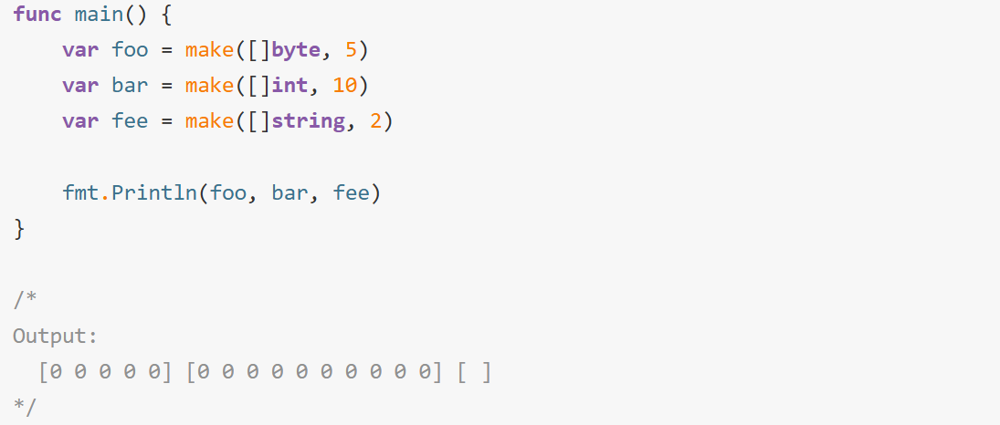 func main() {
    var foo = make([]byte, 5)
    var bar = make([]int, 10)
    var fee = make([]string, 2)

    fmt.Println(foo, bar, fee)
}

/*
Output:
  [0 0 0 0 0] [0 0 0 0 0 0 0 0 0 0] [ ]
*/